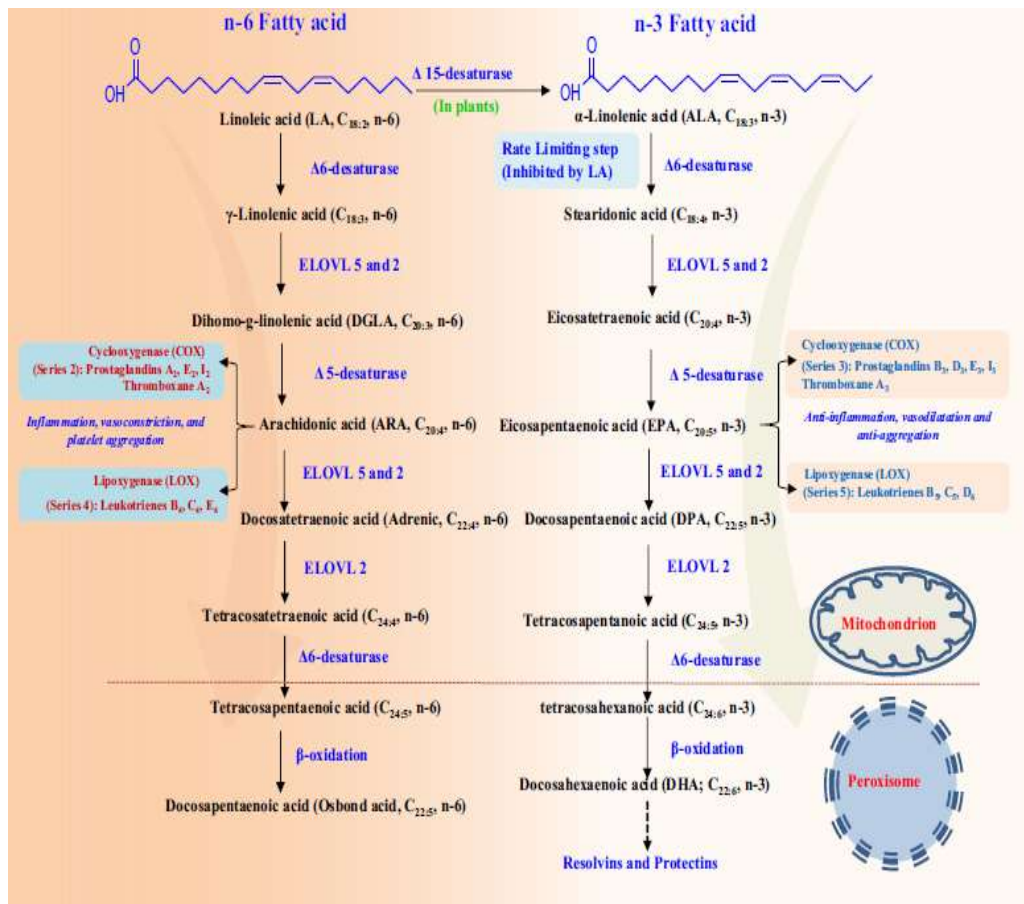 n-6 Fatty acid
n-3 Fatty acid
O
OH
Δ 15-desaturase
(In plants)
O
OH
Linoleic acid (LA, C18:2, n-6)
α-Linolenic acid (ALA, C18:3, n-3)
Rate Limiting step
(Inhibited by LA)
Δ6-desaturase
Δ6-desaturase
γ-Linolenic acid (C18:3, n-6)
Stearidonic acid (C18:4, n-3)
ELOVL 5 and 2
ELOVL 5 and 2
Dihomo-g-linolenic acid (DGLA, C20:3, n-6)
Eicosatetraenoic acid (C20:4, n-3)
Cyclooxygenase (COX)
(Series 2): Prostaglandins A2, E2, I2
Thromboxane A2
Δ 5-desaturase
Δ 5-desaturase
Cyclooxygenase (COX)
(Series 3): Prostaglandins B3, D3, E3, I3
Thromboxane A3
Inflammation, vasoconstriction, and
platelet aggregation
Arachidonic acid (ARA, C20:4, n-6)
Eicosapentaenoic acid (EPA, C20:5, n-3)
Anti-inflammation, vasodilatation and
anti-aggregation
Lipoxygenase (LOX)
(Series 4): Leukotrienes B4, C4, E4
ELOVL 5 and 2
ELOVL 5 and 2
Lipoxygenase (LOX)
(Series 5): Leukotrienes B5, C5,
Docosatetraenoic acid (Adrenic, C22:4, n-6)
Docosapentaenoic acid (DPA, C22:5, n-3)
ELOVL 2
ELOVL 2
Tetracosatetraenoic acid (C24:4, n-6)
Tetracosapentanoic acid (C24:5, n-3)
Mitochondrion
Δ6-desaturase
Δ6-desaturase
Tetracosapentaenoic acid (C24:5, n-6)
tetracosahexanoic acid (C24:6, n-3)
β-oxidation
β-oxidation
Peroxisome
Docosapentaenoic acid (Osbond acid, C22:5, n-6)
Docosahexaenoic acid (DHA; C22:6, n-3)
Resolvins and Protectins